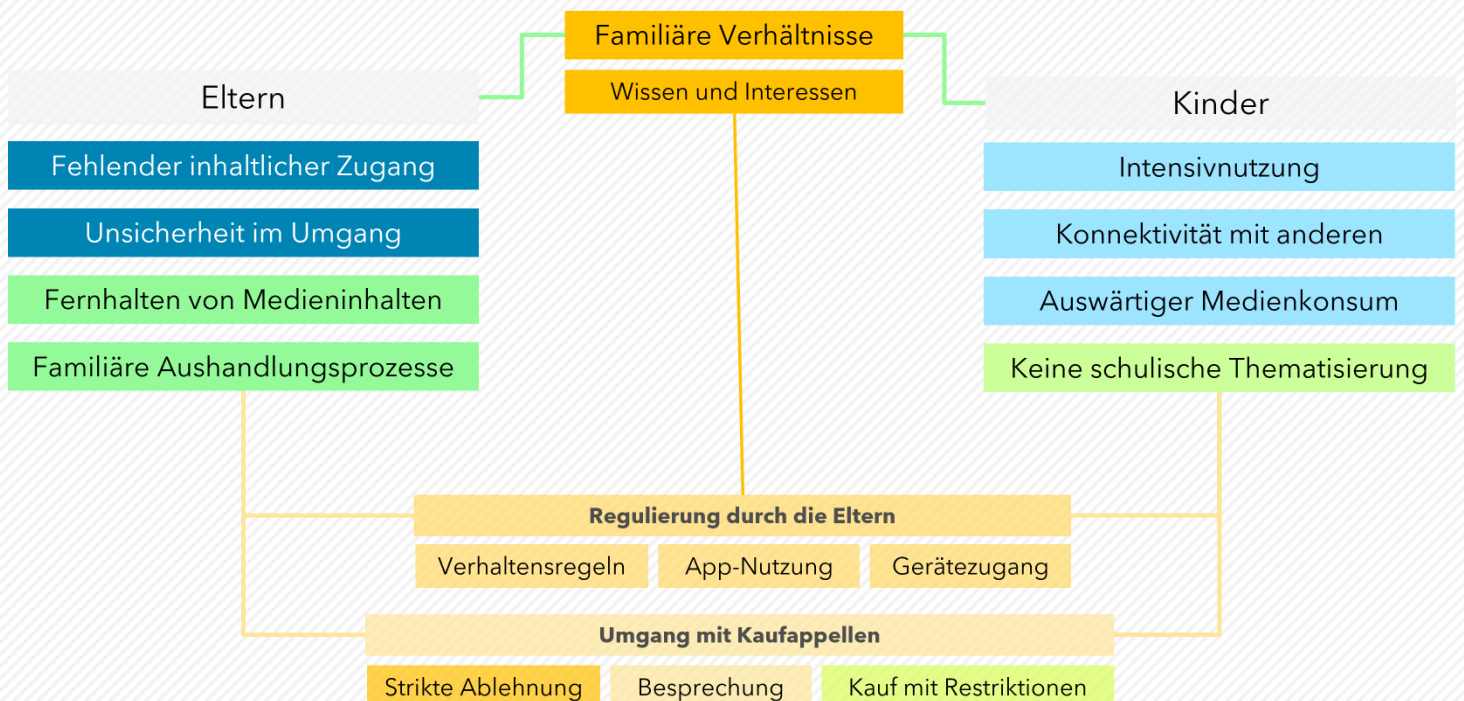 Familiäre Verhältnisse
Wissen und Interessen
Eltern
Fehlender inhaltlicher Zugang
Unsicherheit im Umgang
Fernhalten von Medieninhalten
Familiäre Aushandlungsprozesse
Kinder
Intensivnutzung
Konnektivität mit anderen
Auswärtiger Medienkonsum
Keine schulische Thematisierung
Regulierung durch die Eltern
Verhaltensregeln
App-Nutzung
Gerätezugang
Umgang mit Kaufappellen
Strikte Ablehnung
Besprechung
Kauf mit Restriktionen